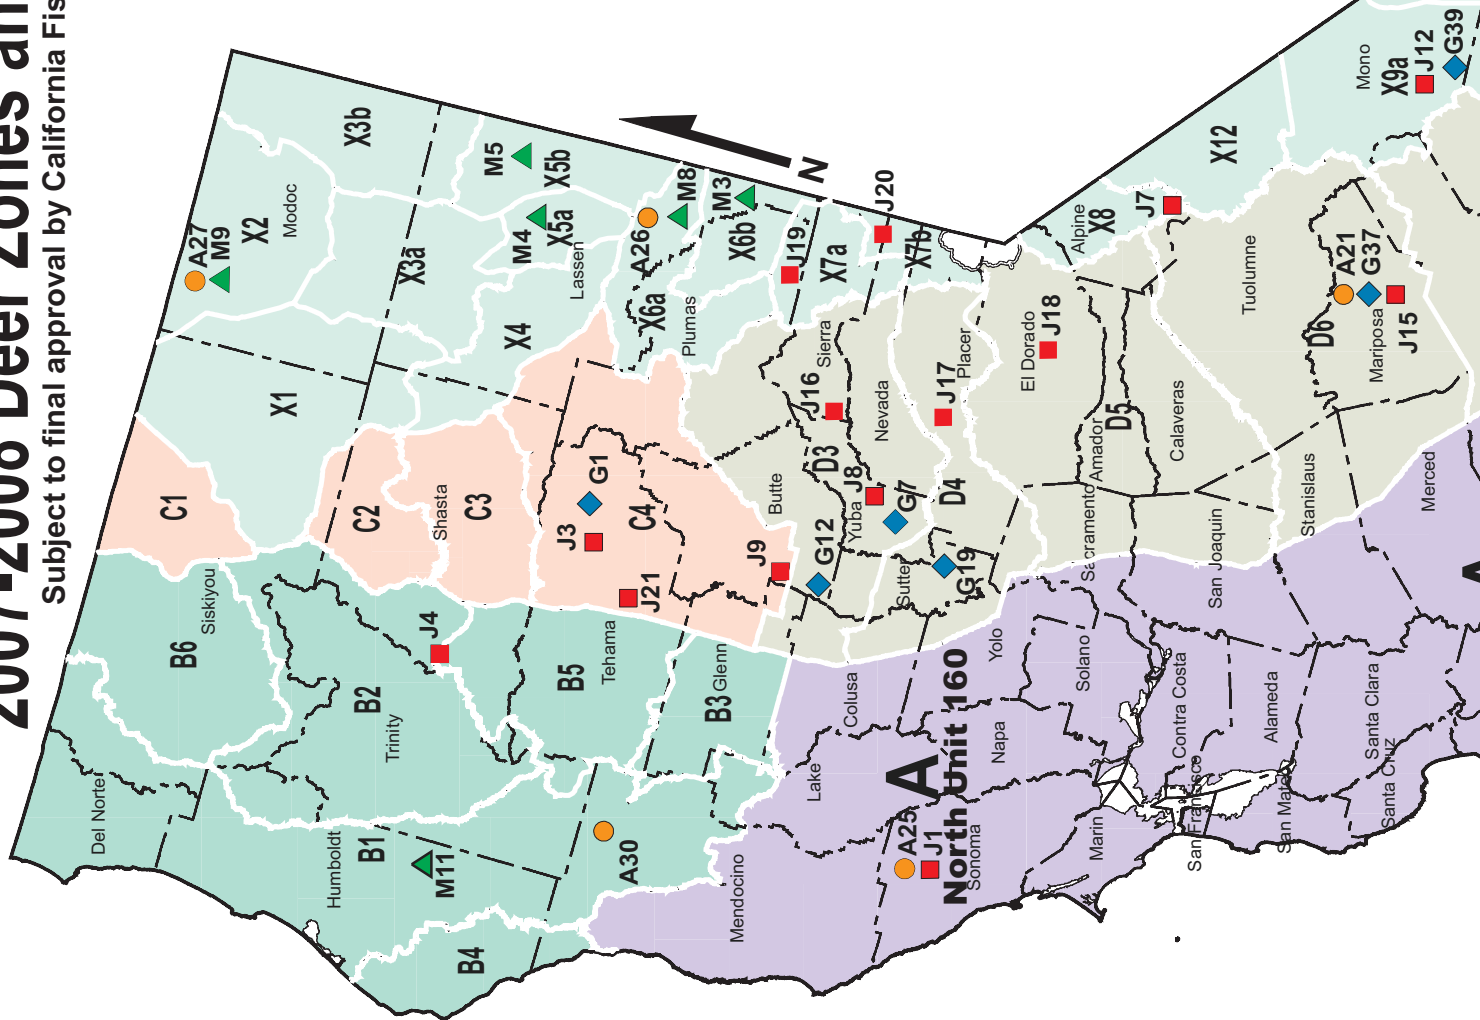 2007-2008 Deer Zones an
Subject to final approval by California Fis
Del Norte
Siskiyou
B6
C1
X1
A27
M9
X2
Modoc
X3b
Humboldt
B1
M11
B4
Trinity
B2
J4
C2
Shasta
C3
X3a
X4
M4
X5a
M5
X5b
Lassen
A30
B5
Tehama
J3
J21
G1
C4
A26
M8
X6a
Plumas
M3
X6b
N
Mendocino
B3
Glenn
J9
Butte
J19
X7a
J20
X7b
Lake
Colusa
G12
D3
Yuba
J8
J16
Sierra
Nevada
G7
Sutter
G19
D4
J17
Placer
A25
J1
A
North Unit 160
Sonoma
Napa
Yolo
El Dorado
J18
Marin
Solano
Sacramento
Amador
D5
Alpine
X8
J7
Contra Costa
San Francisco
Calaveras
X12
San Joaquin
Alameda
San Mateo
Tuolumne
Stanislaus
D6
A21
G37
J15
Mariposa
Santa Clara
Santa Cruz
Merced
Mono
X9a
J12
G39
A